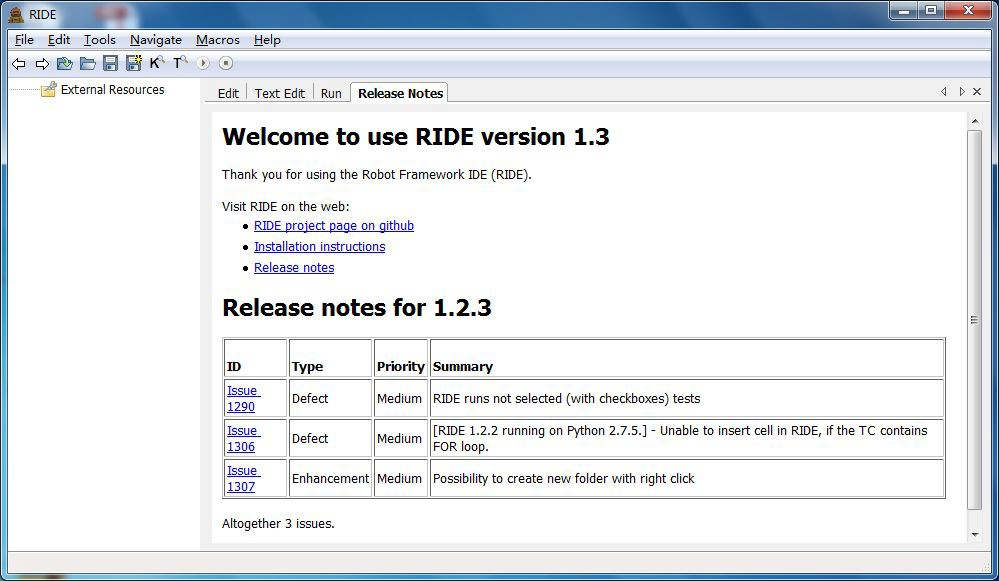 RIDE
File Edit Tools Navigate Macros Help
K T
External Resources
Edit Text Edit Run Release Notes
Welcome to use RIDE version 1.3
Thank you for using the Robot Framework IDE (RIDE).
Visit RIDE on the web:
RIDE project page on github
Installation instructions
Release notes
Release notes for 1.2.3
ID Type Priority Summary
Issue 1290 Defect Medium RIDE runs not selected (with checkboxes) tests
Issue 1306 Defect Medium [RIDE 1.2.2 running on Python 2.7.5.] - Unable to insert cell in RIDE, if the TC contains
FOR loop.
Issue 1307 Enhancement Medium Possibility to create new folder with right click
Altogether 3 issues.